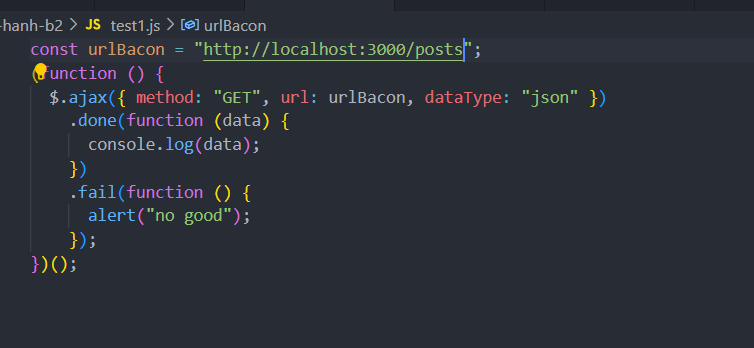 -hanh-b2 > JS test1.js > urlBacon
const urlBacon = "http://localhost:3000/posts";
(function () {
$.ajax({ method: "GET", url: urlBacon, dataType: "json" })
.done(function (data) {
console.log(data);
})
.fail(function () {
alert("no good");
});
})();